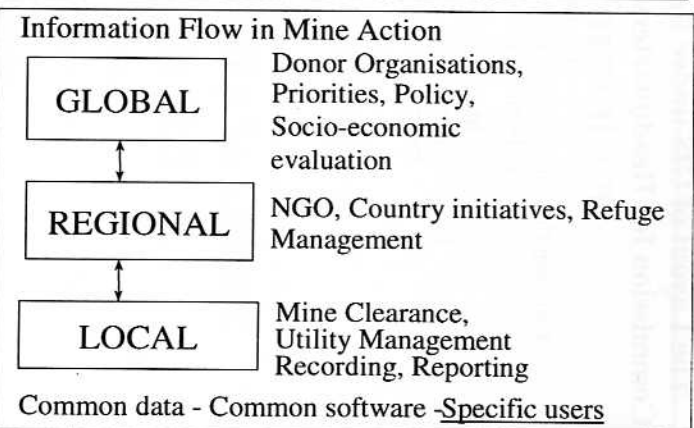 Information Flow in Mine Action
GLOBAL
Donor Organisations,
Priorities, Policy,
Socio-economic
evaluation
REGIONAL
NGO, Country initiatives, Refuge
Management
LOCAL
Mine Clearance,
Utility Management
Recording, Reporting
Common data - Common software -Specific users